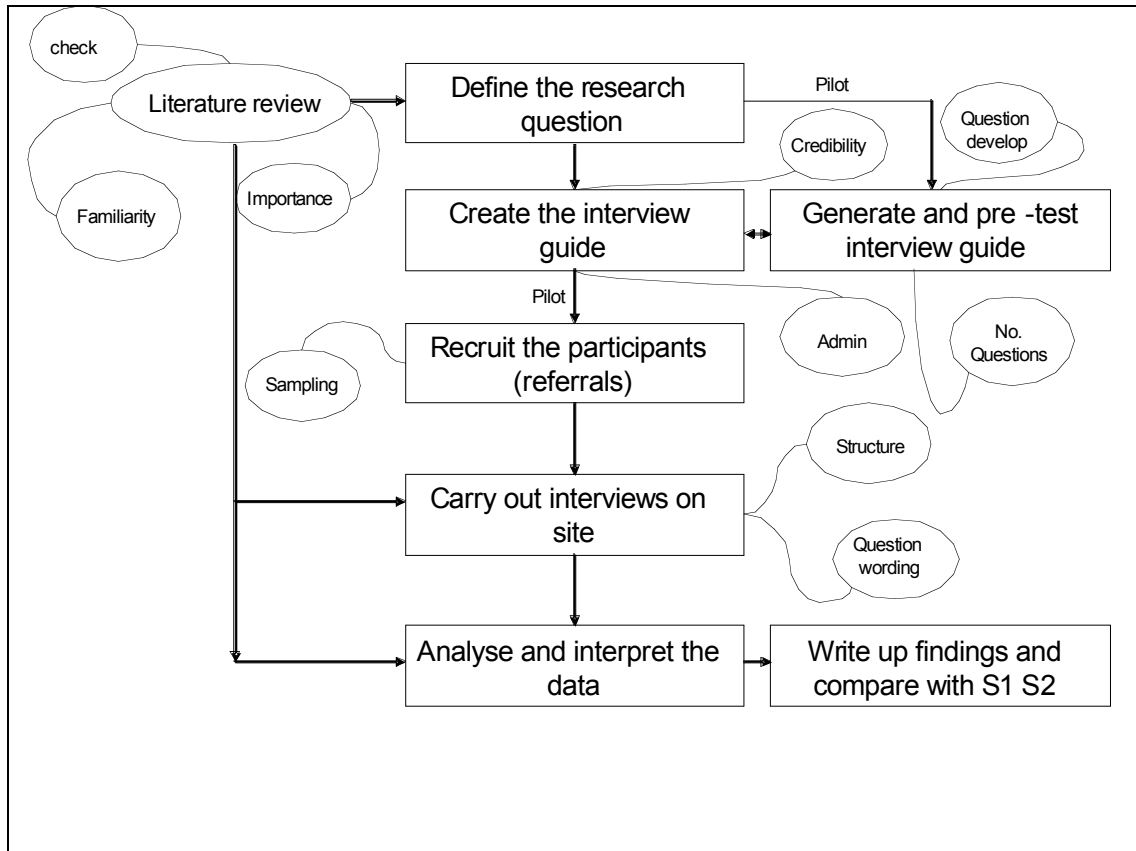 check
Literature review
Familiarity
Importance
Define the research
question
Pilot
Question
develop
Credibility
Create the interview
guide
Generate and pre -test
interview guide
Pilot
Admin
No.
Questions
Recruit the participants
(referrals)
Sampling
Structure
Carry out interviews on
site
Question
wording
Analyse and interpret the
data
Write up findings and
compare with S1 S2